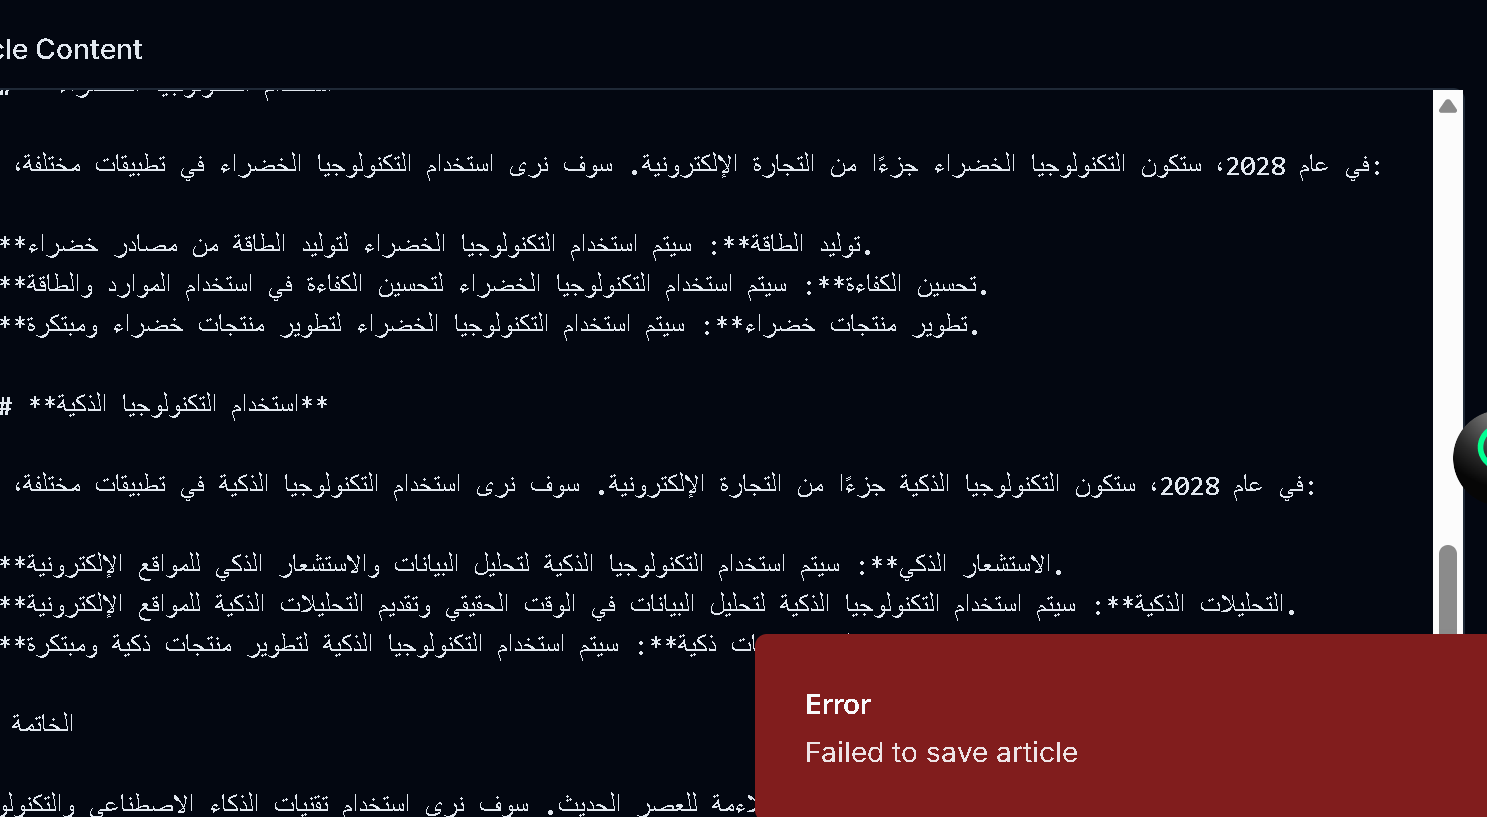 cle Content
# استخدام التكنولوجيا الخضراء
في عام 2028، ستكون التكنولوجيا الخضراء جزءًا من التجارة الإلكترونية. سوف نرى استخدام التكنولوجيا الخضراء في تطبيقات مختلفة،:
**توليد الطاقة**: سيتم استخدام التكنولوجيا الخضراء لتوليد الطاقة من مصادر خضراء.
**تحسين الكفاءة**: سيتم استخدام التكنولوجيا الخضراء لتحسين الكفاءة في استخدام الموارد والطاقة.
**تطوير منتجات خضراء**: سيتم استخدام التكنولوجيا الخضراء لتطوير منتجات خضراء ومبتكرة.
# **استخدام التكنولوجيا الذكية**
في عام 2028، ستكون التكنولوجيا الذكية جزءًا من التجارة الإلكترونية. سوف نرى استخدام التكنولوجيا الذكية في تطبيقات مختلفة،:
**الاستشعار الذكي**: سيتم استخدام التكنولوجيا الذكية لتحليل البيانات والاستشعار الذكي للمواقع الإلكترونية.
**التحليلات الذكية**: سيتم استخدام التكنولوجيا الذكية لتحليل البيانات في الوقت الحقيقي وتقديم التحليلات الذكية للمواقع الإلكترونية.
ذكية**: سيتم استخدام التكنولوجيا الذكية لتطوير منتجات ذكية ومبتكرة**
الخاتمة
للعصر الحديث. سوف نرى استخدام تقنيات الذكاء الاصطناعي
Error
Failed to save article